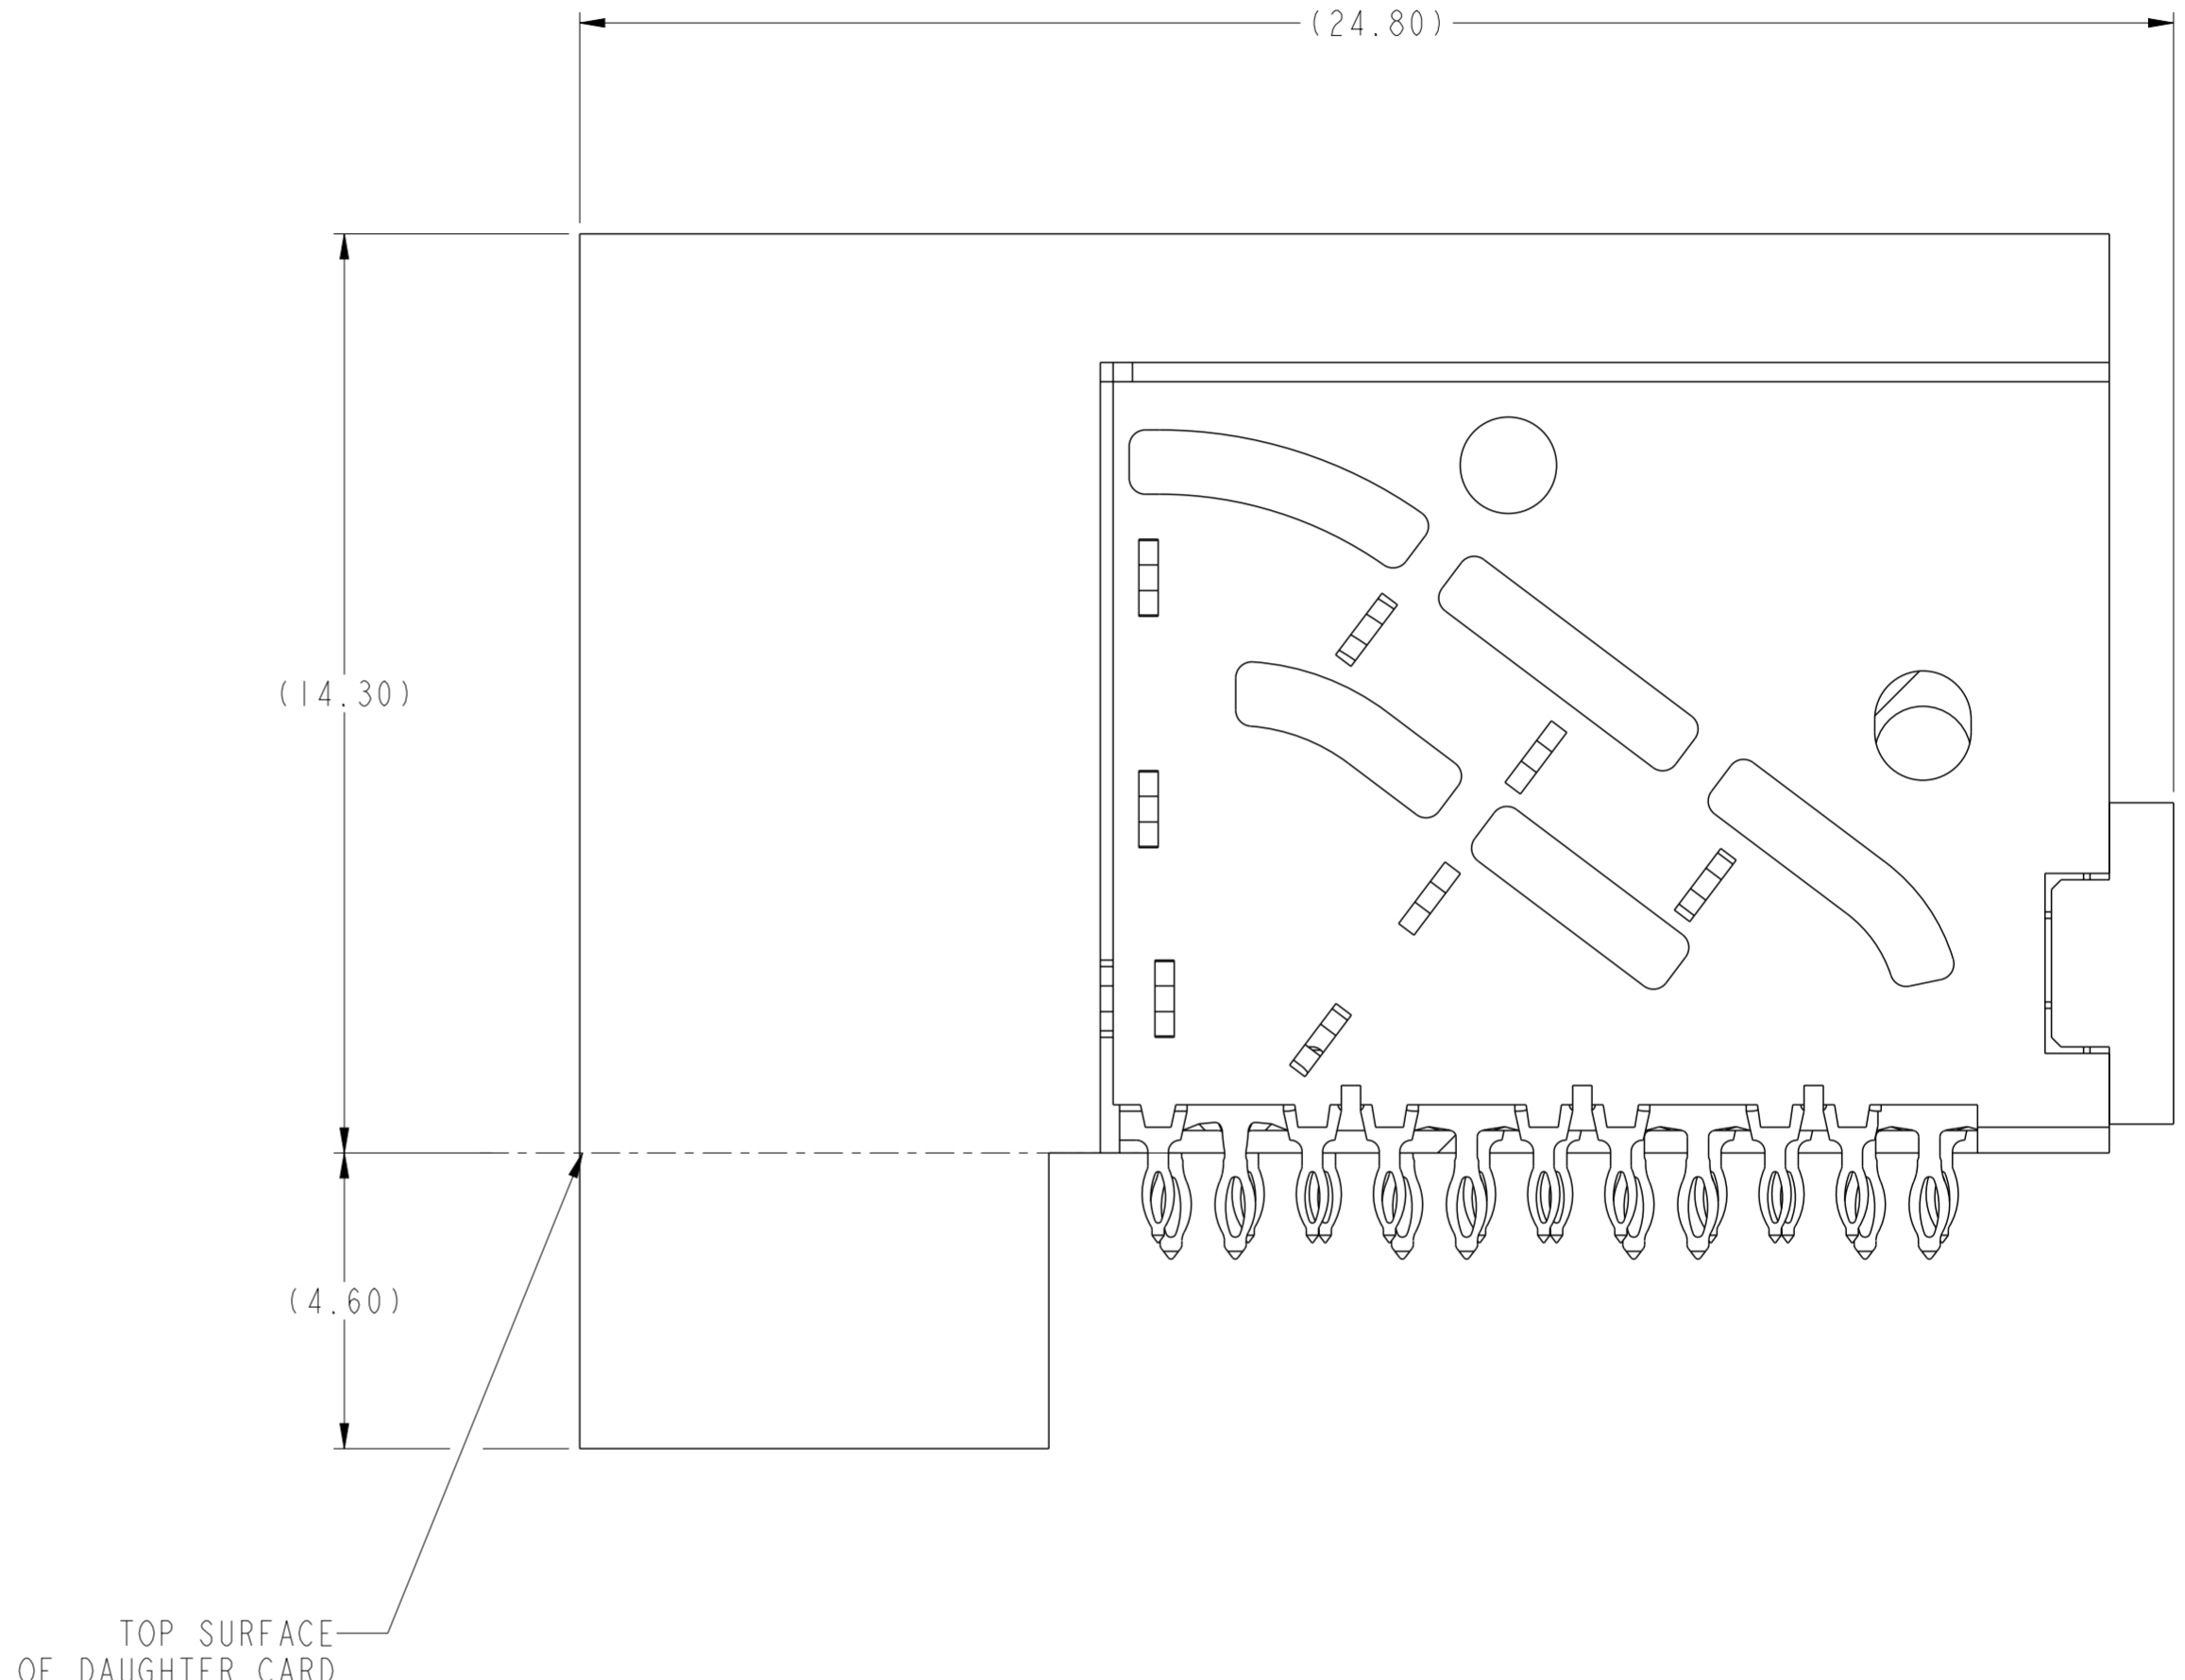 (24.80)
(14.30)
(4.60)
TOP SURFACE
OF DAUGHTER CARD